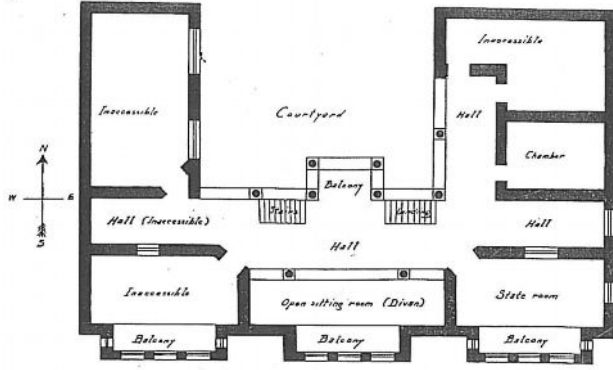 Inaccessible
Inaccessible
Courtyard
Hall
Chamber
N
W E
S
Balcony
Stairs
Landing
Hall (Inaccessible)
Hall
Hall
Inaccessible
Open sitting room (Divan)
State room
Balcony
Balcony
Balcony